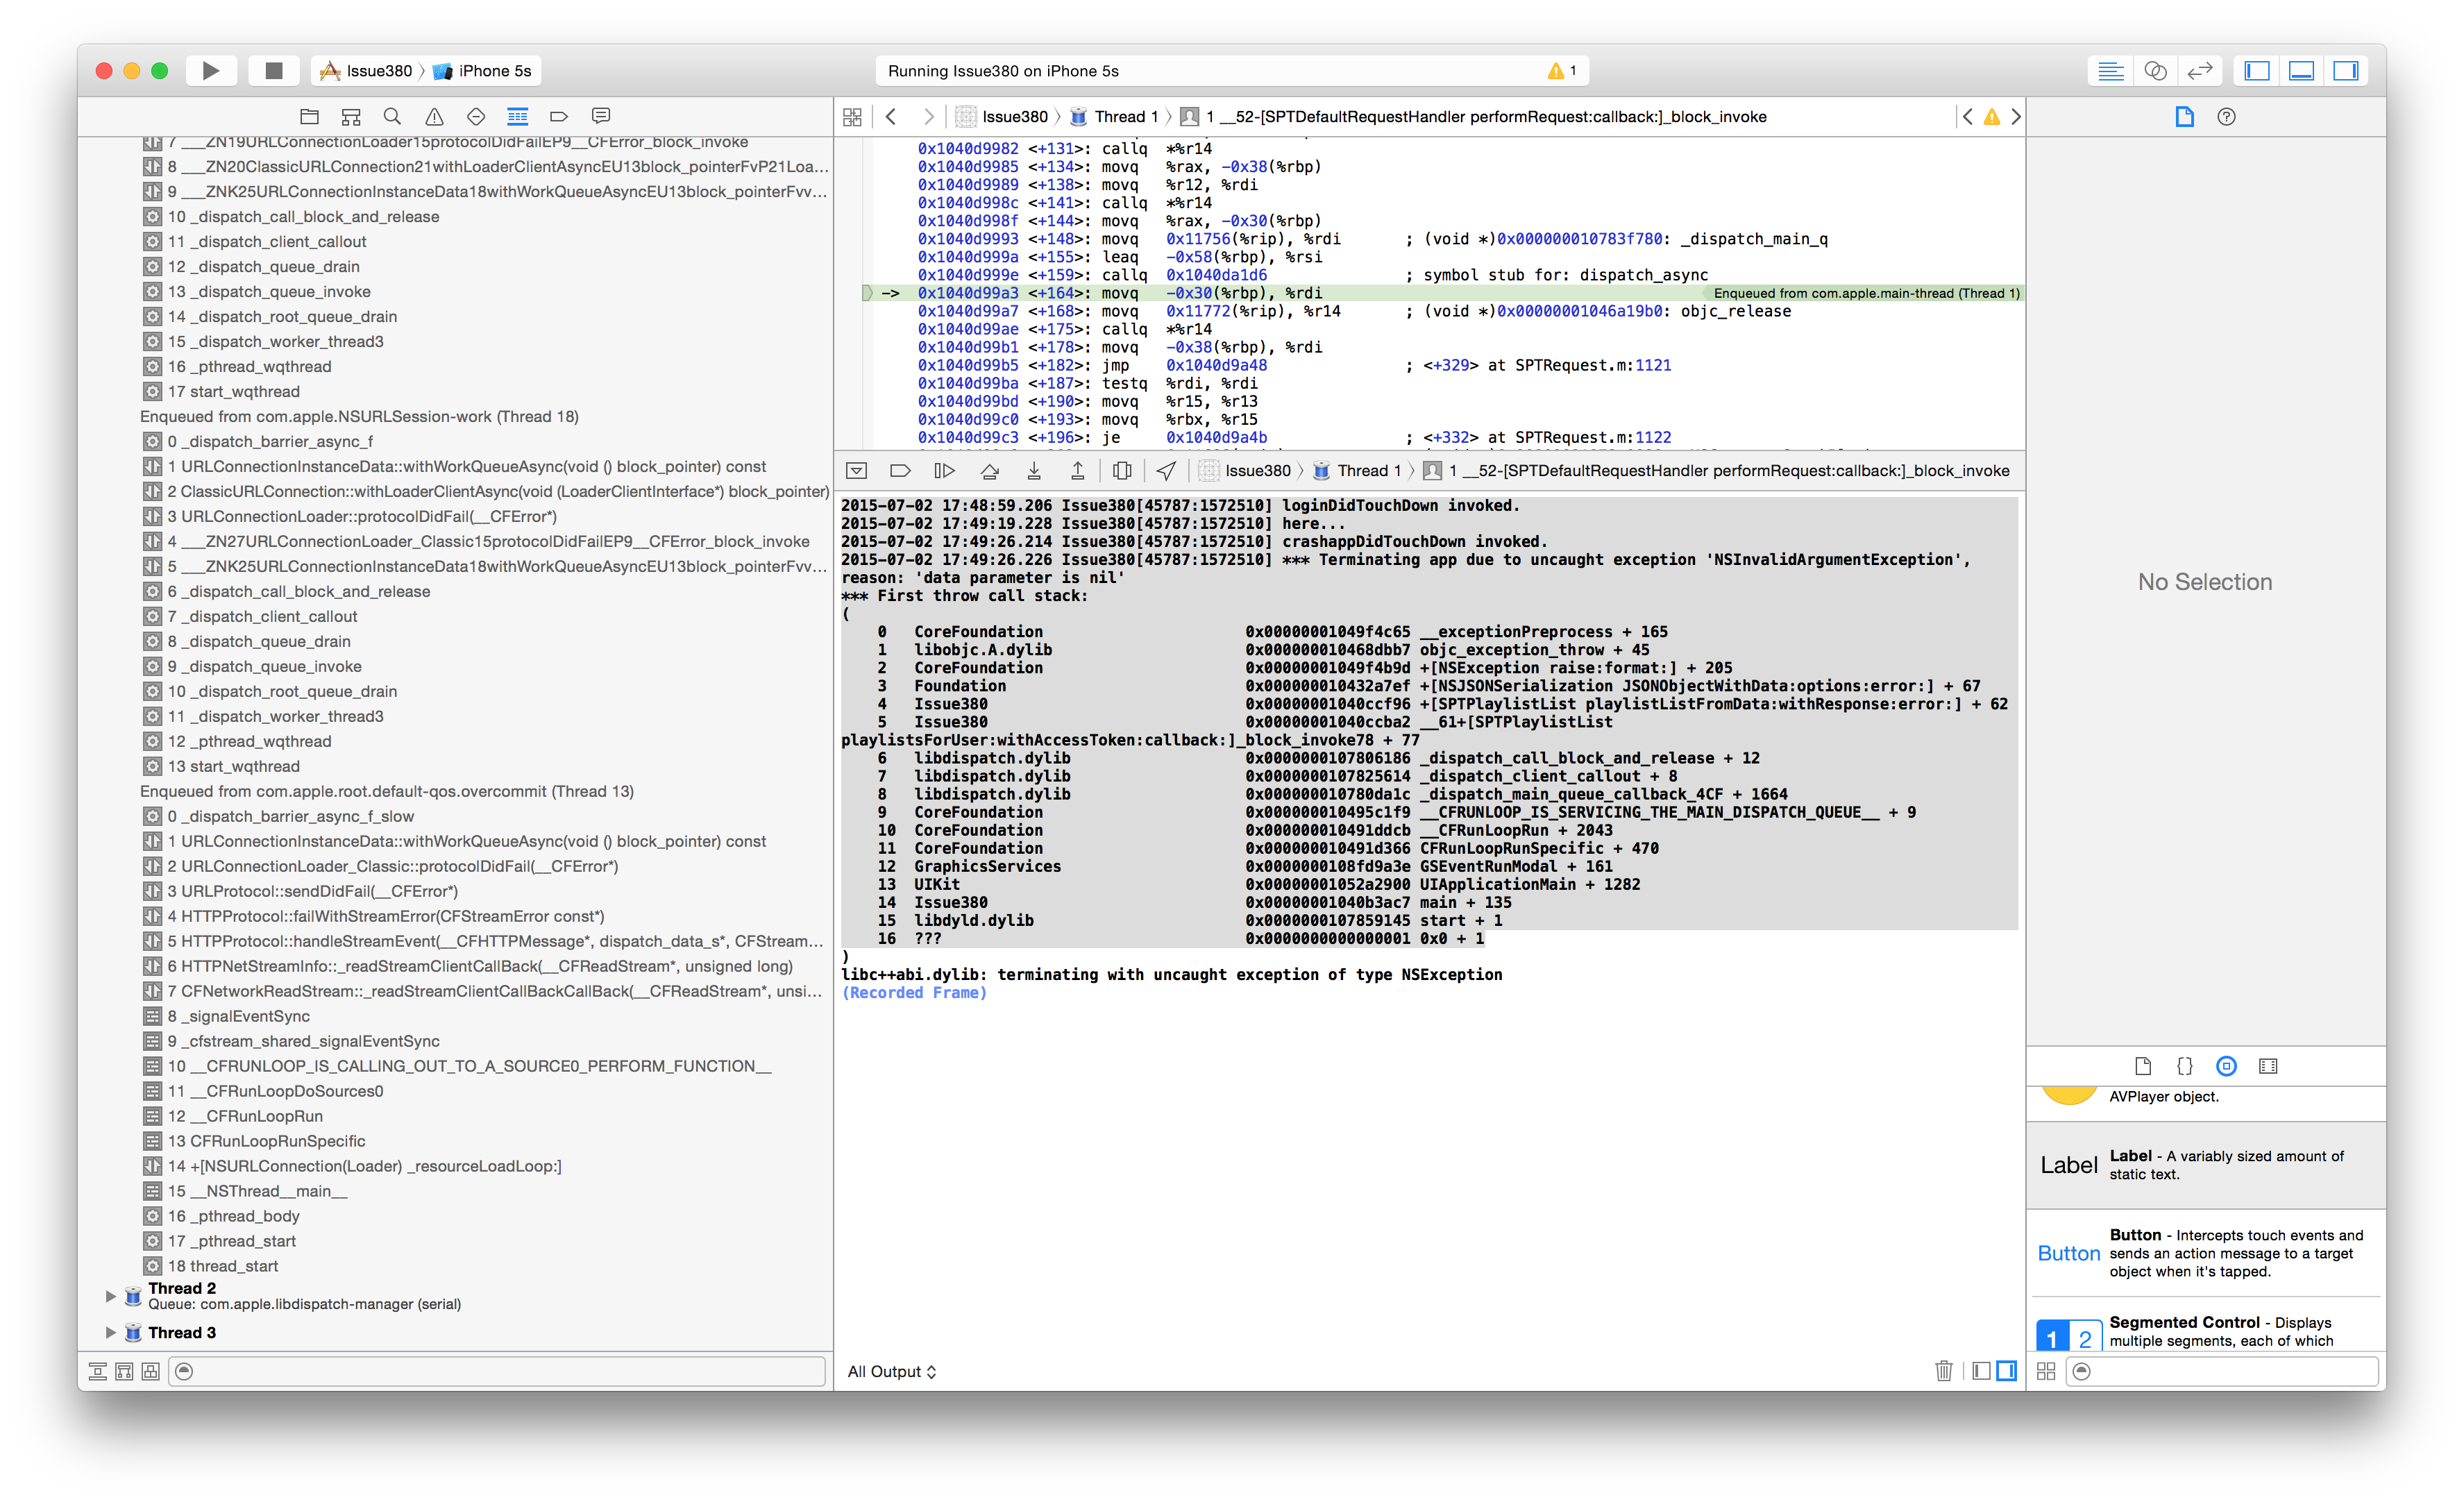 Issue380 〉 iPhone 5s
Running Issue380 on iPhone 5s
1
7 ___ZN19URLConnectionLoader15protocolDidFailEP9__CFError_block_invoke
8 ___ZN20ClassicURLConnection21withLoaderClientAsyncEU13block_pointerFvP21Loa...
9 ___ZNK25URLConnectionInstanceData18withWorkQueueAsyncEU13block_pointerFvv...
10 _dispatch_call_block_and_release
11 _dispatch_client_callout
12 _dispatch_queue_drain
13 _dispatch_queue_invoke
14 _dispatch_root_queue_drain
15 _dispatch_worker_thread3
16 _pthread_wqthread
17 start_wqthread
Enqueued from com.apple.NSURLSession-work (Thread 18)
0 _dispatch_barrier_async_f
1 URLConnectionInstanceData::withWorkQueueAsync(void () block_pointer) const
2 ClassicURLConnection::withLoaderClientAsync(void (LoaderClientInterface*) block_pointer)
3 URLConnectionLoader::protocolDidFail(__CFError*)
4 ___ZN27URLConnectionLoader_Classic15protocolDidFailEP9__CFError_block_invoke
5 ___ZNK25URLConnectionInstanceData18withWorkQueueAsyncEU13block_pointerFvv...
6 _dispatch_call_block_and_release
7 _dispatch_client_callout
8 _dispatch_queue_drain
9 _dispatch_queue_invoke
10 _dispatch_root_queue_drain
11 _dispatch_worker_thread3
12 _pthread_wqthread
13 start_wqthread
Enqueued from com.apple.root.default-qos.overcommit (Thread 13)
0 _dispatch_barrier_async_f_slow
1 URLConnectionInstanceData::withWorkQueueAsync(void () block_pointer) const
2 URLConnectionLoader_Classic::protocolDidFail(__CFError*)
3 URLProtocol::sendDidFail(__CFError*)
4 HTTPProtocol::failWithStreamError(CFStreamError const*)
5 HTTPProtocol::handleStreamEvent(__CFHTTPMessage*, dispatch_data_s*, CFStream...
6 HTTPNetStreamInfo::_readStreamClientCallBack(__CFReadStream*, unsigned long)
7 CFNetworkReadStream::_readStreamClientCallBackCallBack(__CFReadStream*, unsi...
8 _signalEventSync
9 _cfstream_shared_signalEventSync
10 __CFRUNLOOP_IS_CALLING_OUT_TO_A_SOURCE0_PERFORM_FUNCTION__
11 __CFRunLoopDoSources0
12 __CFRunLoopRun
13 CFRunLoopRunSpecific
14 +[NSURLConnection(Loader) _resourceLoadLoop:]
15 __NSThread__main__
16 _pthread_body
17 _pthread_start
18 thread_start
Thread 2
Queue: com.apple.libdispatch-manager (serial)
Thread 3
Issue380 〉 Thread 1 〉 1 __52-[SPTDefaultRequestHandler performRequest:callback:]_block_invoke
0x1040d9982 <+131>: callq *%r14
0x1040d9985 <+134>: movq %rax, -0x38(%rbp)
0x1040d9989 <+138>: movq %r12, %rdi
0x1040d998c <+141>: callq *%r14
0x1040d998f <+144>: movq %rax, -0x30(%rbp)
0x1040d9993 <+148>: movq 0x11756(%rip), %rdi ; (void *)0x000000010783f780: _dispatch_main_q
0x1040d999a <+155>: leaq -0x58(%rbp), %rsi
0x1040d999e <+159>: callq 0x1040da1d6 ; symbol stub for: dispatch_async
-> 0x1040d99a3 <+164>: movq -0x30(%rbp), %rdi Enqueued from com.apple.main-thread (Thread 1)
0x1040d99a7 <+168>: movq 0x11772(%rip), %r14 ; (void *)0x00000001046a19b0: objc_release
0x1040d99ae <+175>: callq *%r14
0x1040d99b1 <+178>: movq -0x38(%rbp), %rdi
0x1040d99b5 <+182>: jmp 0x1040d9a48 ; <+329> at SPTRequest.m:1121
0x1040d99ba <+187>: testq %rdi, %rdi
0x1040d99bd <+190>: movq %r15, %r13
0x1040d99c0 <+193>: movq %rbx, %r15
0x1040d99c3 <+196>: je 0x1040d9a4b ; <+332> at SPTRequest.m:1122
Issue380 〉 Thread 1 〉 1 __52-[SPTDefaultRequestHandler performRequest:callback:]_block_invoke
2015-07-02 17:48:59.206 Issue380[45787:1572510] loginDidTouchDown invoked.
2015-07-02 17:49:19.228 Issue380[45787:1572510] here...
2015-07-02 17:49:26.214 Issue380[45787:1572510] crashappDidTouchDown invoked.
2015-07-02 17:49:26.226 Issue380[45787:1572510] *** Terminating app due to uncaught exception 'NSInvalidArgumentException',
reason: 'data parameter is nil'
*** First throw call stack:
(
0 CoreFoundation 0x00000001049f4c65 __exceptionPreprocess + 165
1 libobjc.A.dylib 0x000000010468dbb7 objc_exception_throw + 45
2 CoreFoundation 0x00000001049f4b9d +[NSException raise:format:] + 205
3 Foundation 0x000000010432a7ef +[NSJSONSerialization JSONObjectWithData:options:error:] + 67
4 Issue380 0x00000001040ccf96 +[SPTPlaylistList playlistListFromData:withResponse:error:] + 62
5 Issue380 0x00000001040ccba2 __61+[SPTPlaylistList
playlistsForUser:withAccessToken:callback:]_block_invoke78 + 77
6 libdispatch.dylib 0x0000000107806186 _dispatch_call_block_and_release + 12
7 libdispatch.dylib 0x0000000107825614 _dispatch_client_callout + 8
8 libdispatch.dylib 0x000000010780da1c _dispatch_main_queue_callback_4CF + 1664
9 CoreFoundation 0x000000010495c1f9 __CFRUNLOOP_IS_SERVICING_THE_MAIN_DISPATCH_QUEUE__ + 9
10 CoreFoundation 0x000000010491ddcb __CFRunLoopRun + 2043
11 CoreFoundation 0x000000010491d366 CFRunLoopRunSpecific + 470
12 GraphicsServices 0x0000000108fd9a3e GSEventRunModal + 161
13 UIKit 0x00000001052a2900 UIApplicationMain + 1282
14 Issue380 0x00000001040b3ac7 main + 135
15 libdyld.dylib 0x0000000107859145 start + 1
16 ??? 0x0000000000000001 0x0 + 1
)
libc++abi.dylib: terminating with uncaught exception of type NSException
(Recorded Frame)
All Output
No Selection
AVPlayer object.
Label
Label - A variably sized amount of
static text.
Button
Button - Intercepts touch events and
sends an action message to a target
object when it's tapped.
1 2
Segmented Control - Displays
multiple segments, each of which